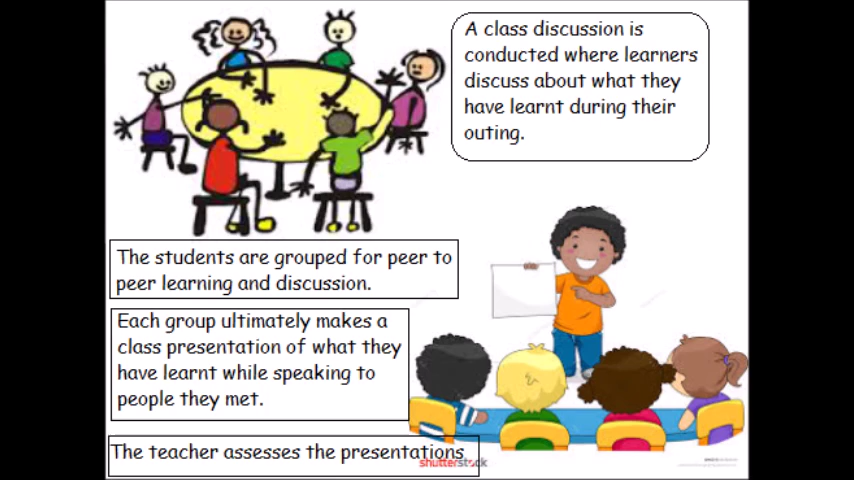 A class discussion is
conducted where learners
discuss about what they
have learnt during their
outing.
The students are grouped for peer to
peer learning and discussion.
Each group ultimately makes a
class presentation of what they
have learnt while speaking to
people they met.
The teacher assesses the presentations
shutterstock